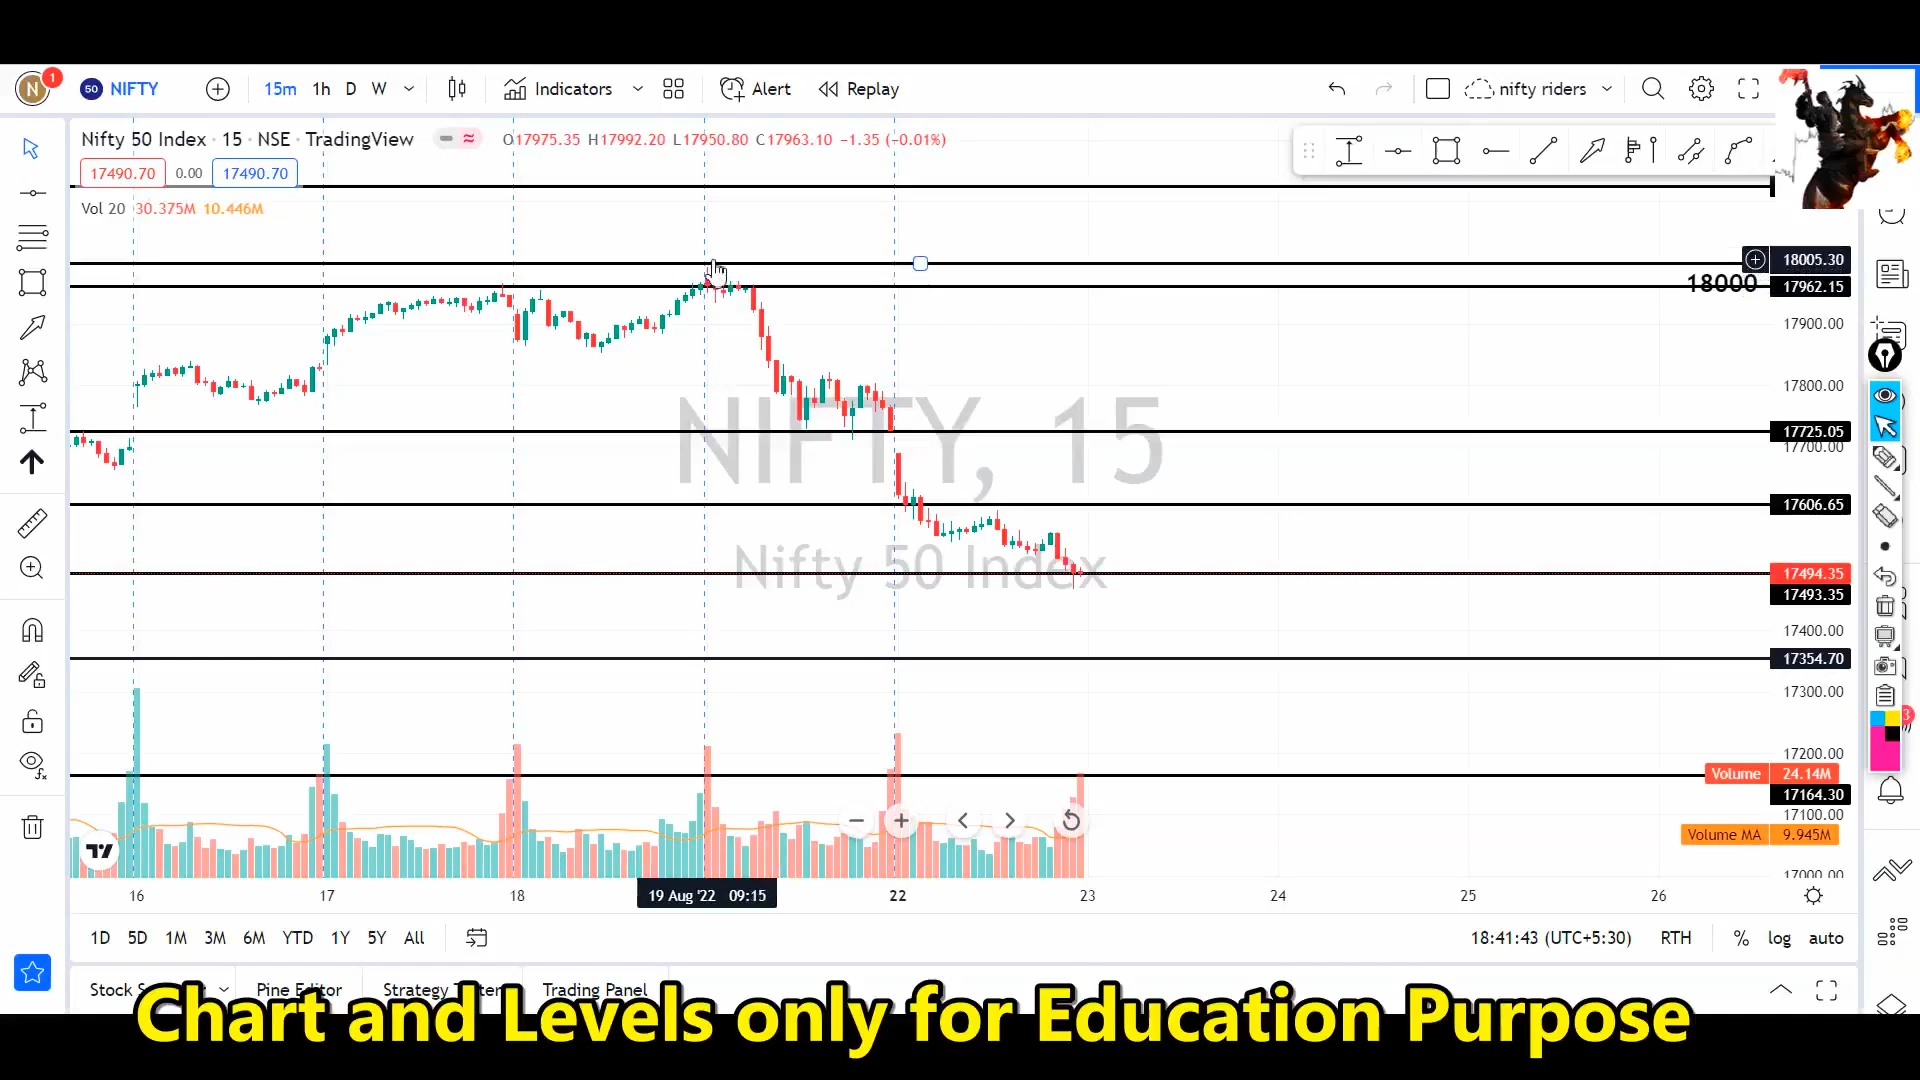 N 1 50 NIFTY 15m 1h D W Indicators Alert Replay nifty riders
Nifty 50 Index · 15 · NSE · TradingView O17975.35 H17992.20 L17950.80 C17963.10 −1.35 (−0.01%)
17490.70 0.00 17490.70
Vol 20 30.375M 10.446M
18005.30
18000 17962.15
17900.00
17800.00
NIFTY, 15
17725.05
17700.00
17606.65
Nifty 50 Index
17494.35
17493.35
17400.00
17354.70
17300.00
17200.00
Volume 24.14M
17164.30
17100.00
Volume MA 9.945M
17000.00
16 17 18 19 Aug '22 09:15 22 23 24 25 26
1D 5D 1M 3M 6M YTD 1Y 5Y All 18:41:43 (UTC+5:30) RTH % log auto
Pine Editor Trading Panel
Chart and Levels only for Education Purpose